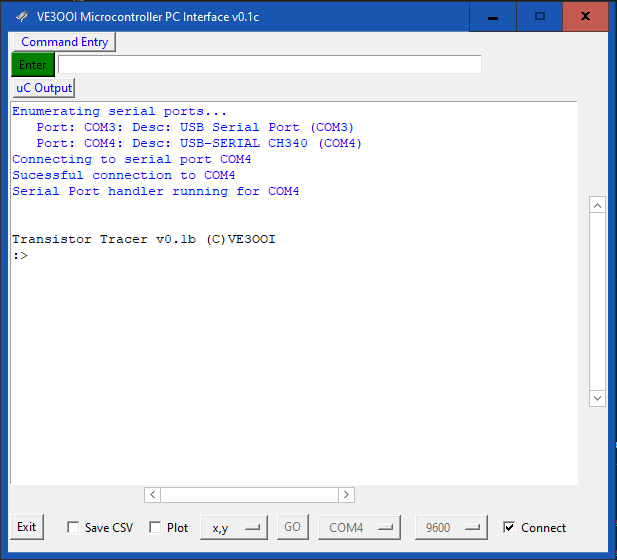 VE3OOI Microcontroller PC Interface v0.1c
Command Entry
Enter
uC Output
Enumerating serial ports...
Port: COM3: Desc: USB Serial Port (COM3)
Port: COM4: Desc: USB-SERIAL CH340 (COM4)
Connecting to serial port COM4
Sucessful connection to COM4
Serial Port handler running for COM4
Transistor Tracer v0.1b (C)VE3OOI
:>
Exit Save CSV Plot x,y GO COM4 9600 Connect